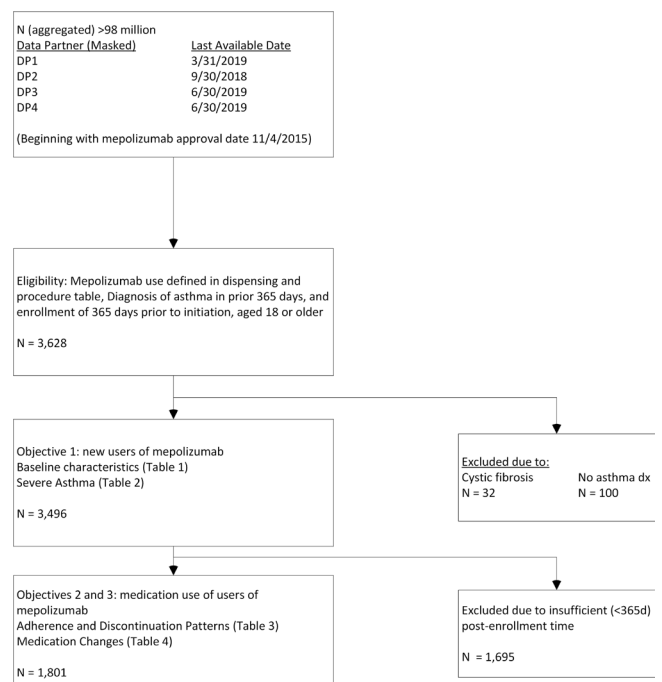 N (aggregated) >98 million
Data Partner (Masked) Last Available Date
DP1 3/31/2019
DP2 9/30/2018
DP3 6/30/2019
DP4 6/30/2019
(Beginning with mepolizumab approval date 11/4/2015)
Eligibility: Mepolizumab use defined in dispensing and
procedure table, Diagnosis of asthma in prior 365 days, and
enrollment of 365 days prior to initiation, aged 18 or older
N = 3,628
Objective 1: new users of mepolizumab
Baseline characteristics (Table 1)
Severe Asthma (Table 2)
N = 3,496
Excluded due to:
Cystic fibrosis No asthma dx
N = 32 N = 100
Objectives 2 and 3: medication use of users of
mepolizumab
Adherence and Discontinuation Patterns (Table 3)
Medication Changes (Table 4)
N = 1,801
Excluded due to insufficient (<365d)
post-enrollment time
N = 1,695